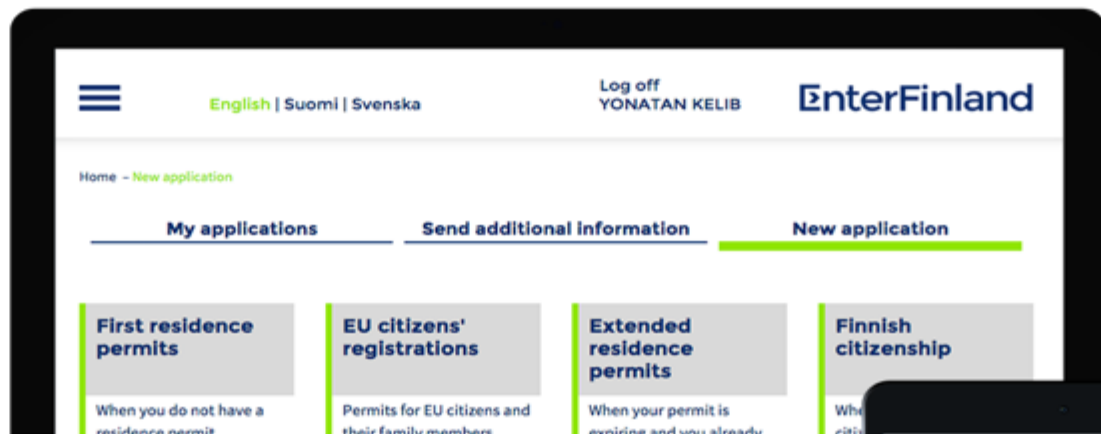 English | Suomi | Svenska
Log off
YONATAN KELIB
EnterFinland
Home – New application
My applications
Send additional information
New application
First residence
permits
EU citizens'
registrations
Extended
residence
permits
Finnish
citizenship
When you do not have a
residence permit
Permits for EU citizens and
their family members
When your permit is
expiring and you already